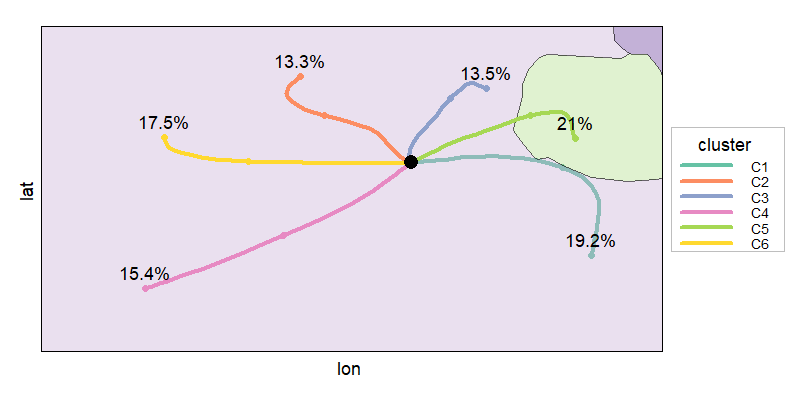 13.3%
13.5%
17.5%
21%
19.2%
15.4%
lat
lon
cluster
C1
C2
C3
C4
C5
C6